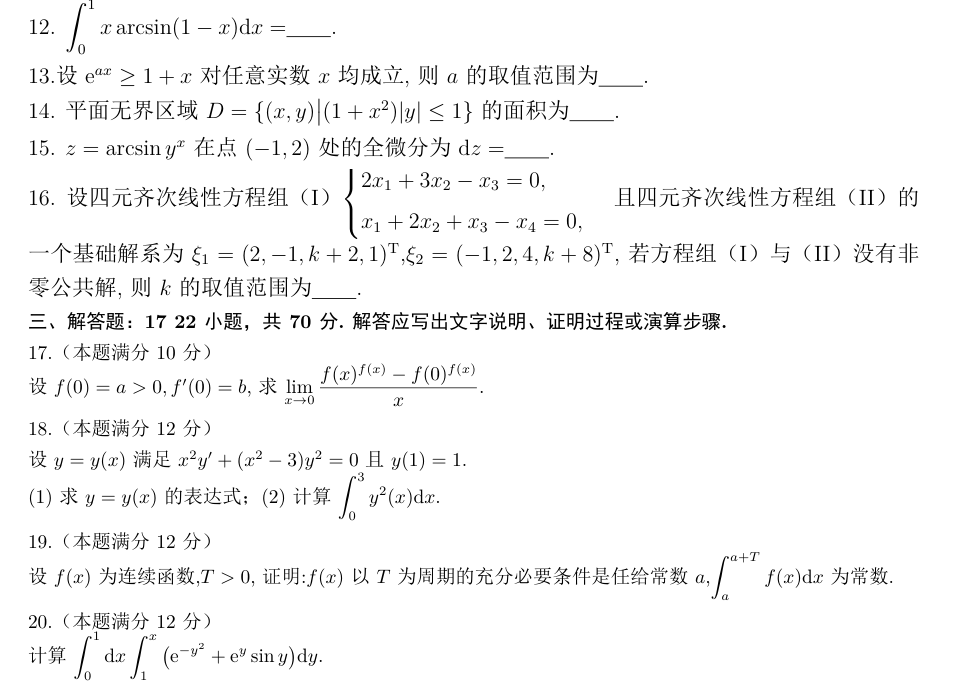 12. ∫₀¹ x arcsin(1 − x)dx =____.
13.设 e^{ax} ≥ 1 + x 对任意实数 x 均成立, 则 a 的取值范围为____.
14. 平面无界区域 D = {(x, y)|(1 + x²)|y| ≤ 1} 的面积为____.
15. z = arcsin y^x 在点 (−1, 2) 处的全微分为 dz =____.
16. 设四元齐次线性方程组（I）{2x₁ + 3x₂ − x₃ = 0, x₁ + 2x₂ + x₃ − x₄ = 0, 且四元齐次线性方程组（II）的
一个基础解系为 ξ₁ = (2, −1, k + 2, 1)^T,ξ₂ = (−1, 2, 4, k + 8)^T, 若方程组（I）与（II）没有非
零公共解, 则 k 的取值范围为____.
三、解答题：17 22 小题，共 70 分. 解答应写出文字说明、证明过程或演算步骤.
17.（本题满分 10 分）
设 f(0) = a > 0, f′(0) = b, 求 lim_{x→0} (f(x)^{f(x)} − f(0)^{f(x)})/x.
18.（本题满分 12 分）
设 y = y(x) 满足 x²y′ + (x² − 3)y² = 0 且 y(1) = 1.
(1) 求 y = y(x) 的表达式；(2) 计算 ∫₀³ y²(x)dx.
19.（本题满分 12 分）
设 f(x) 为连续函数,T > 0, 证明:f(x) 以 T 为周期的充分必要条件是任给常数 a,∫_a^{a+T} f(x)dx 为常数.
20.（本题满分 12 分）
计算 ∫₀¹ dx ∫₁^x (e^{−y²} + e^y sin y)dy.